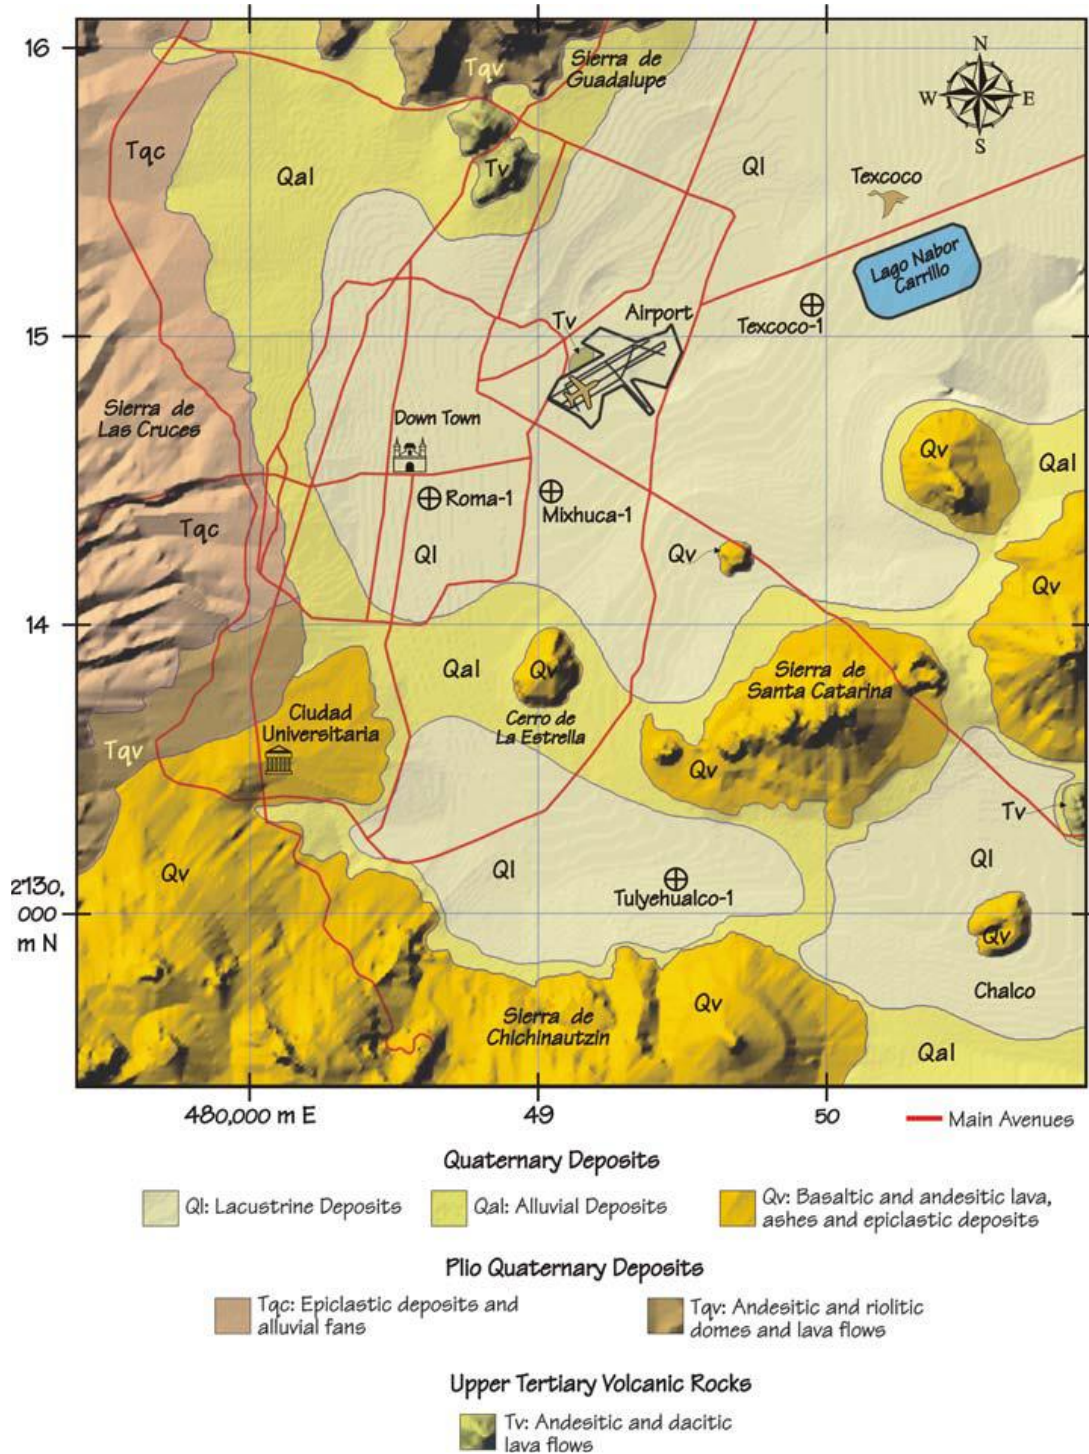 16
Sierra de
Guadalupe
Tqv
N
W
E
S
Tqc
Qal
Tv
Ql
Texcoco
Lago Nabor
Carrillo
Tv
Airport
Texcoco-1
15
Sierra de
Las Cruces
Down Town
Qv
Qal
Roma-1
Mixhuca-1
Tqc
Ql
Qv
Qv
14
Qal
Qv
Sierra de
Santa Catarina
Ciudad
Universitaria
Cerro de
La Estrella
Tqv
Qv
Tv
Qv
Ql
Ql
2'130,
000
m N
Tulyehualco-1
Qv
Chalco
Qv
Sierra de
Chichinautzin
Qal
480,000 m E
49
50
Main Avenues
Quaternary Deposits
Ql: Lacustrine Deposits
Qal: Alluvial Deposits
Qv: Basaltic and andesitic lava,
ashes and epiclastic deposits
Plio Quaternary Deposits
Tqc: Epiclastic deposits and
alluvial fans
Tqv: Andesitic and riolitic
domes and lava flows
Upper Tertiary Volcanic Rocks
Tv: Andesitic and dacitic
lava flows